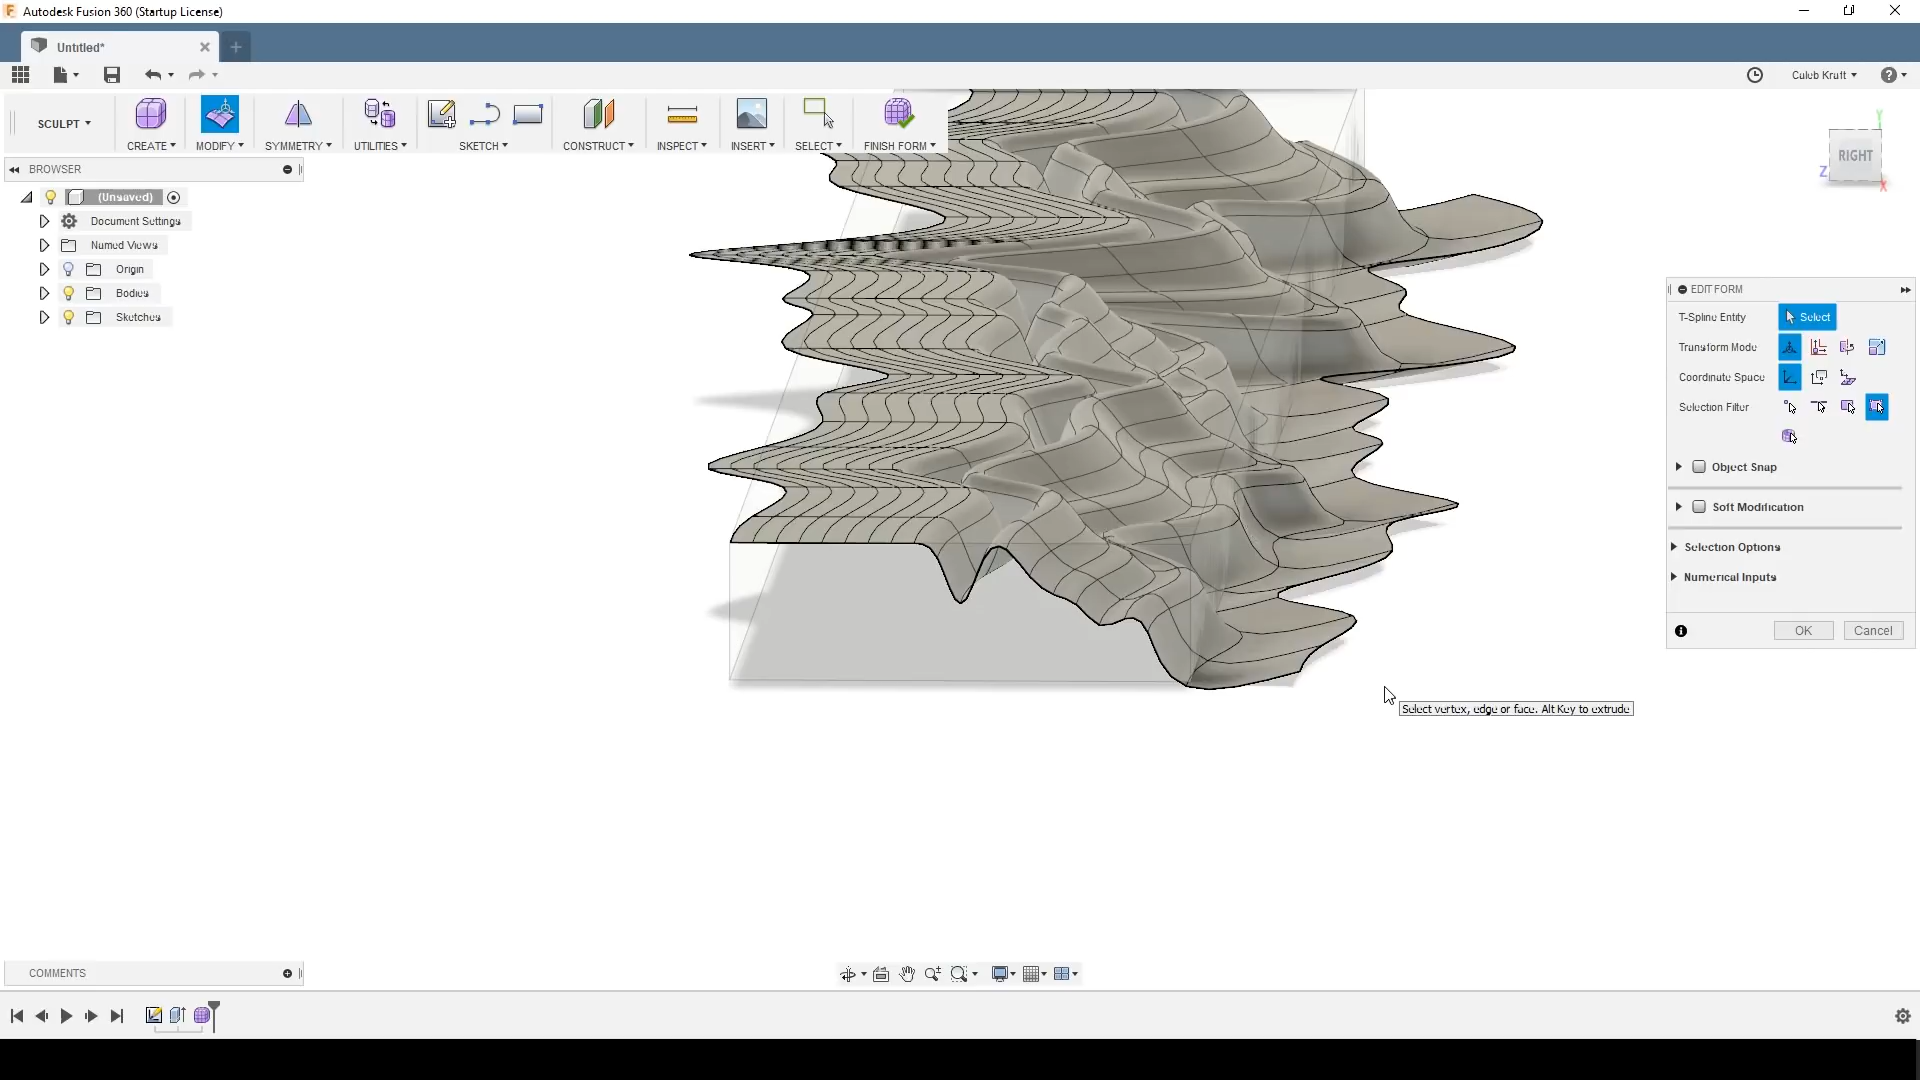 Autodesk Fusion 360 (Startup License)
Untitled*
Caleb Kraft
SCULPT
CREATE MODIFY SYMMETRY UTILITIES SKETCH CONSTRUCT INSPECT INSERT SELECT FINISH FORM
BROWSER
(Unsaved)
Document Settings
Named Views
Origin
Bodies
Sketches
Y
RIGHT
Z
X
EDIT FORM
T-Spline Entity Select
Transform Mode
Coordinate Space
Selection Filter
Object Snap
Soft Modification
Selection Options
Numerical Inputs
OK Cancel
Select vertex, edge or face. Alt Key to extrude
COMMENTS